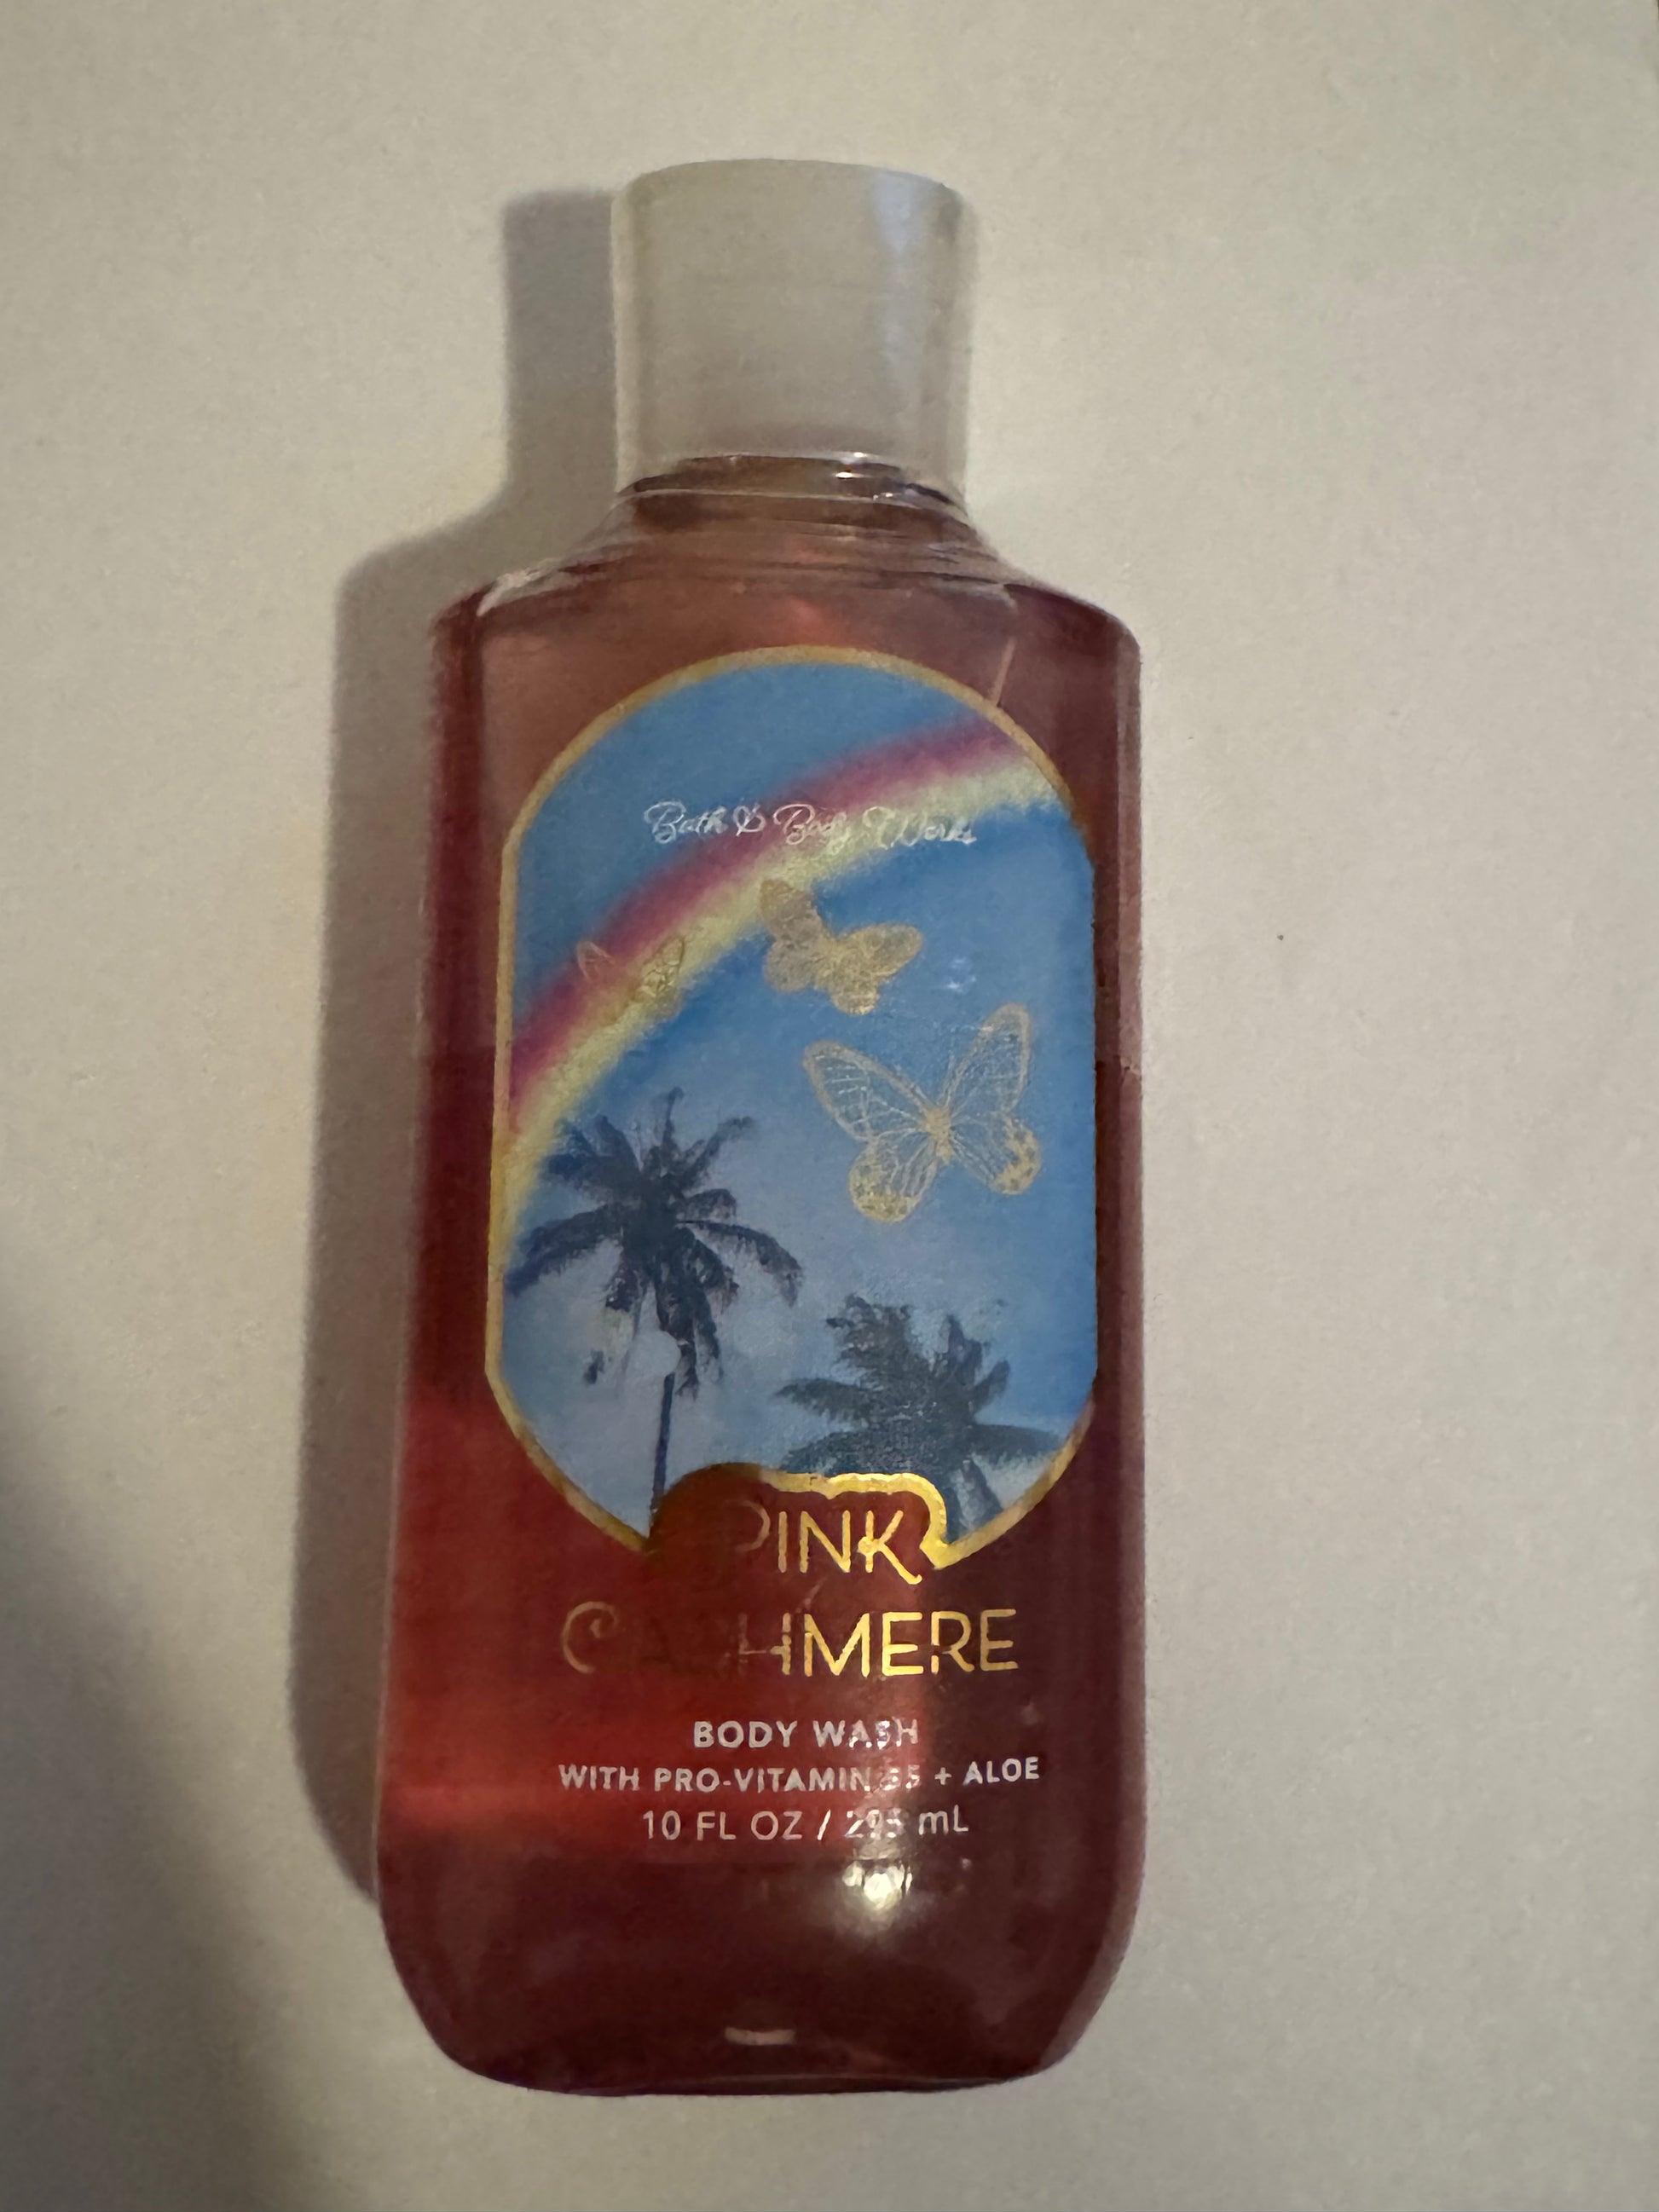 Bath & Body Works
PINK
CASHMERE
BODY WASH
WITH PRO-VITAMIN B5 + ALOE
10 FL OZ / 295 mL